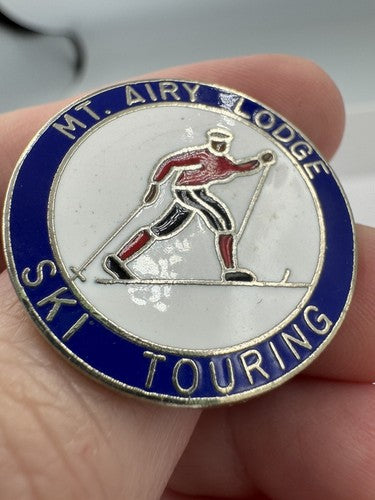 MT. AIRY LODGE
SKI TOURING